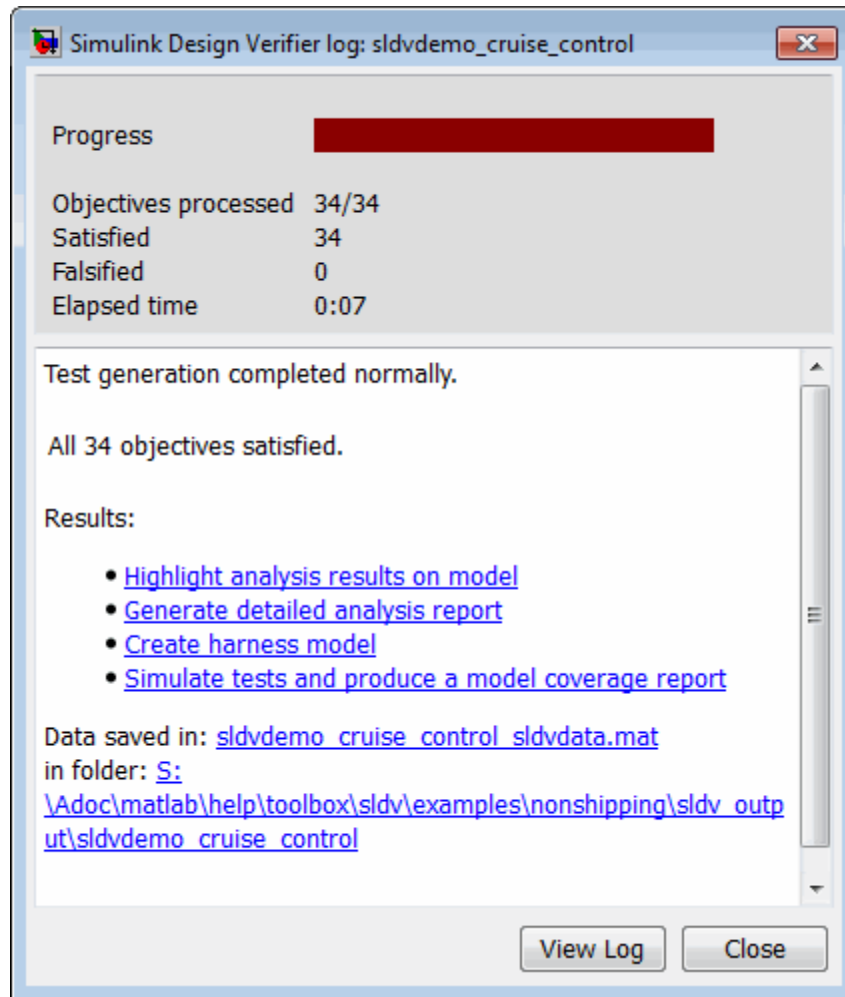 Simulink Design Verifier log: sldvdemo_cruise_control
Progress
Objectives processed 34/34
Satisfied 34
Falsified 0
Elapsed time 0:07
Test generation completed normally.
All 34 objectives satisfied.
Results:
• Highlight analysis results on model
• Generate detailed analysis report
• Create harness model
• Simulate tests and produce a model coverage report
Data saved in: sldvdemo_cruise_control_sldvdata.mat
in folder: S:
\Adoc\matlab\help\toolbox\sldv\examples\nonshipping\sldv_outp
ut\sldvdemo_cruise_control
View Log Close